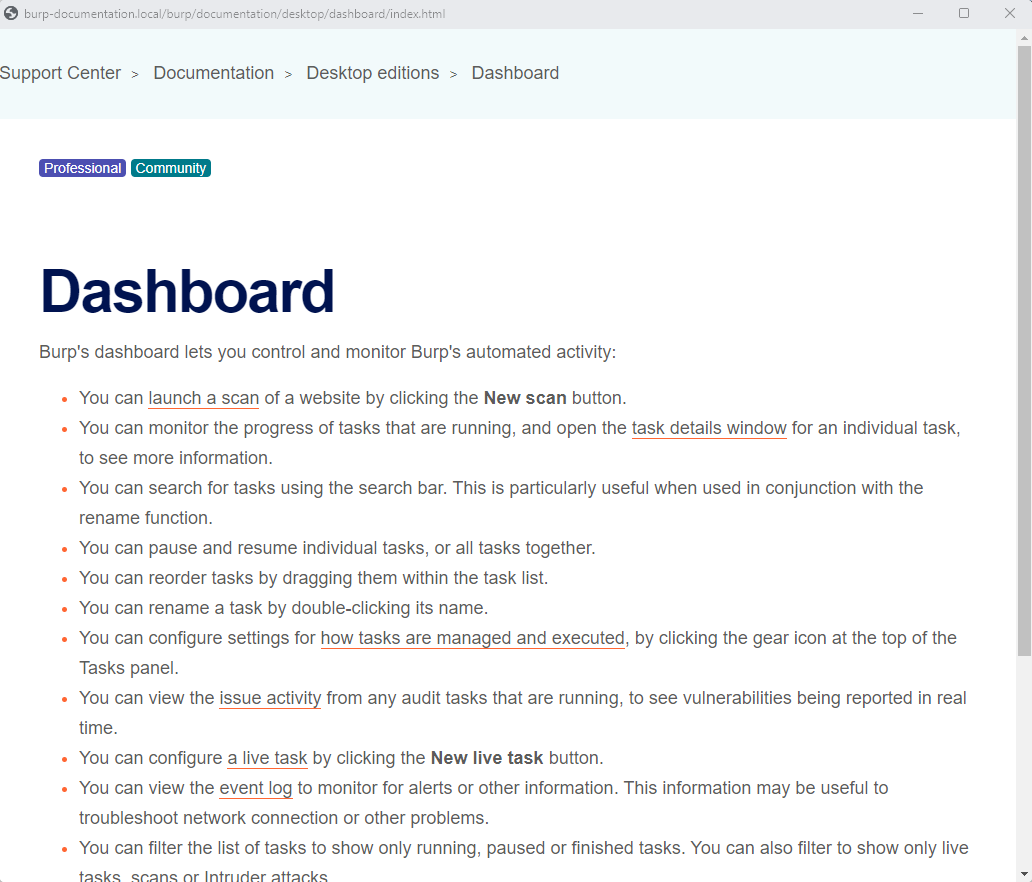 burp-documentation.local/burp/documentation/desktop/dashboard/index.html
Support Center > Documentation > Desktop editions > Dashboard
Professional Community
Dashboard
Burp's dashboard lets you control and monitor Burp's automated activity:
• You can launch a scan of a website by clicking the New scan button.
• You can monitor the progress of tasks that are running, and open the task details window for an individual task,
to see more information.
• You can search for tasks using the search bar. This is particularly useful when used in conjunction with the
rename function.
• You can pause and resume individual tasks, or all tasks together.
• You can reorder tasks by dragging them within the task list.
• You can rename a task by double-clicking its name.
• You can configure settings for how tasks are managed and executed, by clicking the gear icon at the top of the
Tasks panel.
• You can view the issue activity from any audit tasks that are running, to see vulnerabilities being reported in real
time.
• You can configure a live task by clicking the New live task button.
• You can view the event log to monitor for alerts or other information. This information may be useful to
troubleshoot network connection or other problems.
• You can filter the list of tasks to show only running, paused or finished tasks. You can also filter to show only live
tasks, scans or Intruder attacks